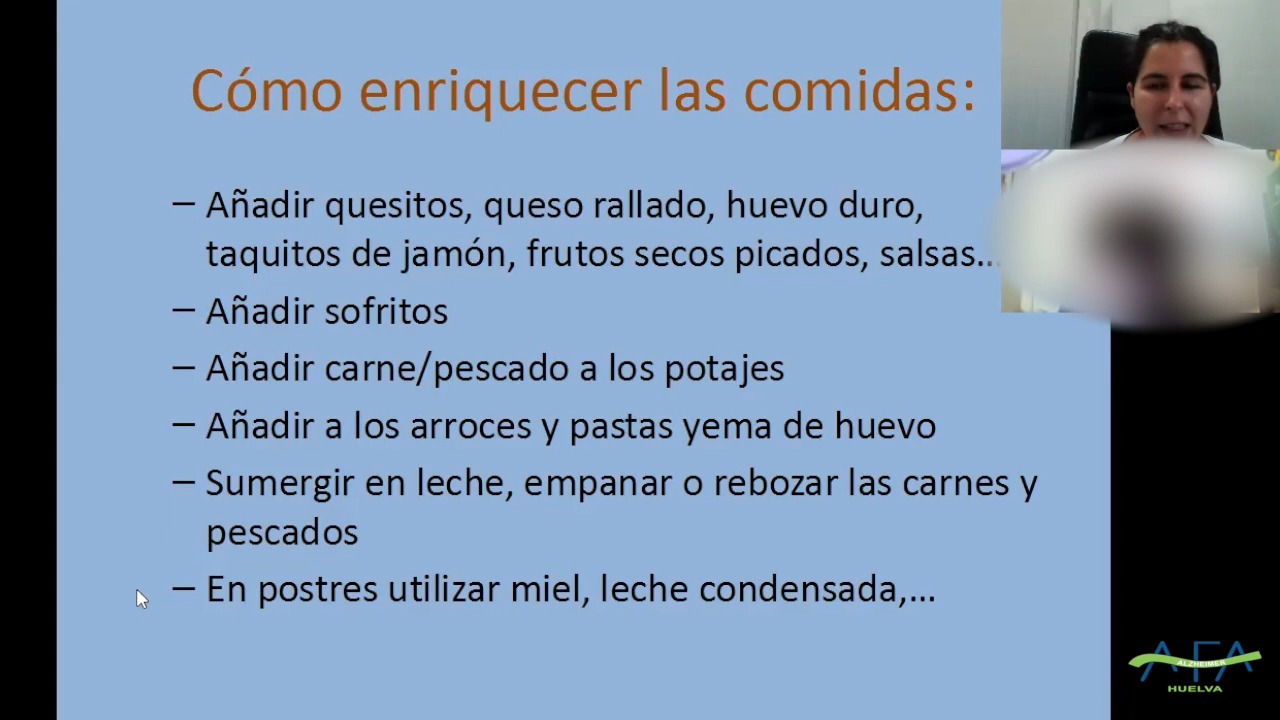 Cómo enriquecer las comidas:
– Añadir quesitos, queso rallado, huevo duro,
taquitos de jamón, frutos secos picados, salsas...
– Añadir sofritos
– Añadir carne/pescado a los potajes
– Añadir a los arroces y pastas yema de huevo
– Sumergir en leche, empanar o rebozar las carnes y
pescados
– En postres utilizar miel, leche condensada,...
AFA
ALZHEIMER
HUELVA